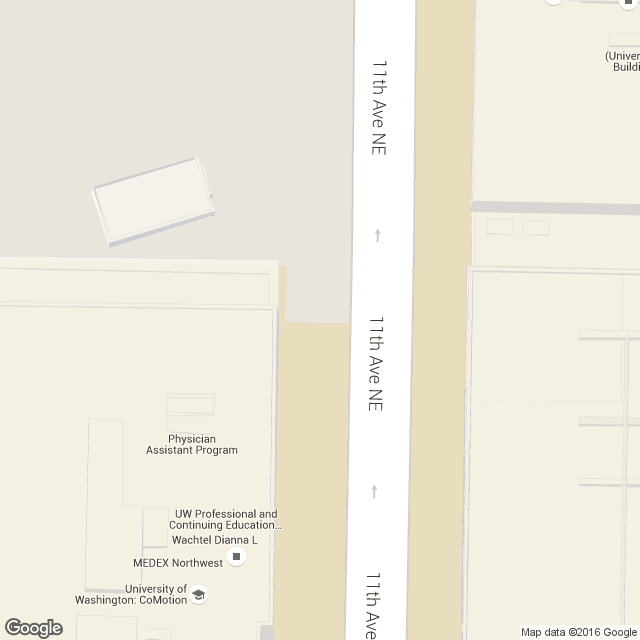 (Univer
Buildi
11th Ave NE
11th Ave NE
Physician
Assistant Program
UW Professional and
Continuing Education...
Wachtel Dianna L
MEDEX Northwest
University of
Washington: CoMotion
11th Ave
Google
Map data ©2016 Google